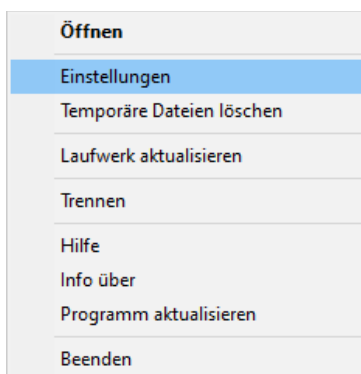 Öffnen
Einstellungen
Temporäre Dateien löschen
Laufwerk aktualisieren
Trennen
Hilfe
Info über
Programm aktualisieren
Beenden